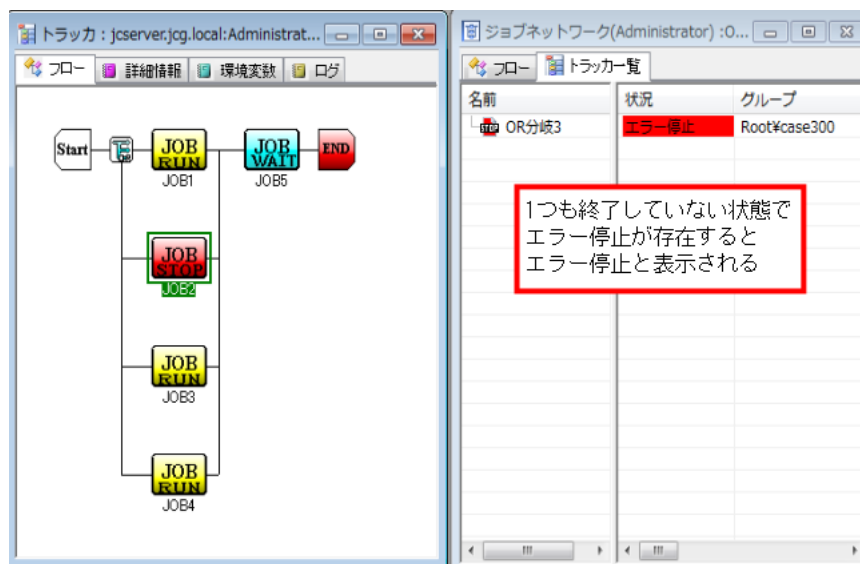 トラッカ : jcserver.jcg.local:Administrat...
フロー 詳細情報 環境変数 ログ
Start
JOB RUN
JOB1
JOB WAIT
JOB5
END
JOB STOP
JOB2
JOB RUN
JOB3
JOB RUN
JOB4
ジョブネットワーク(Administrator) :O...
フロー トラッカ一覧
名前 状況 グループ
OR分岐3 エラー停止 Root¥case300
1つも終了していない状態で
エラー停止が存在すると
エラー停止と表示される